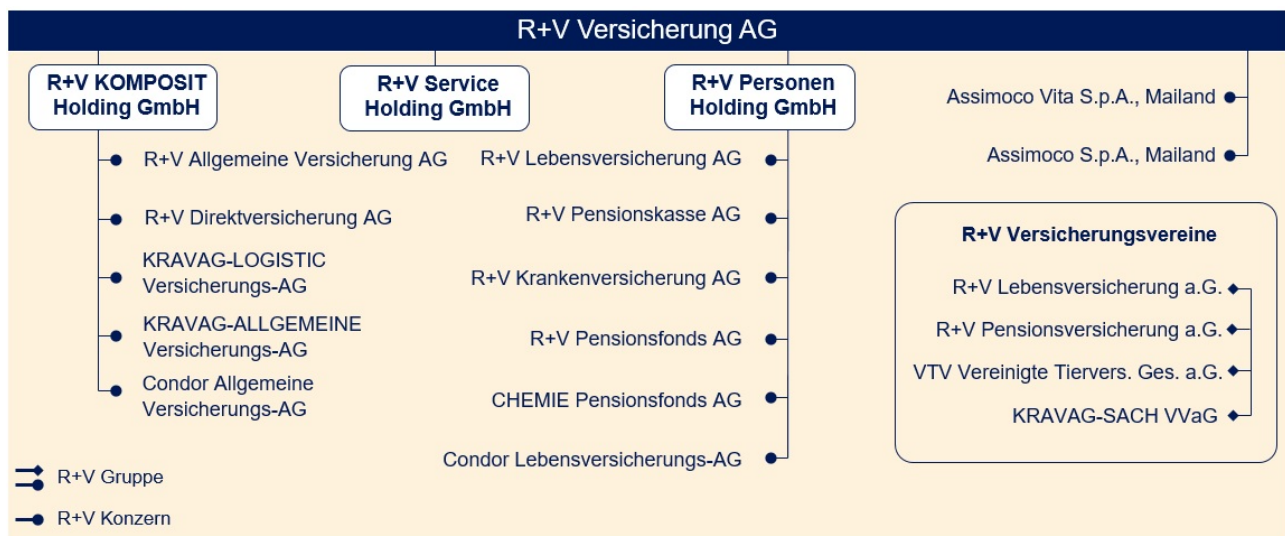 R+V Versicherung AG
R+V KOMPOSIT
Holding GmbH
R+V Allgemeine Versicherung AG
R+V Direktversicherung AG
KRAVAG-LOGISTIC
Versicherungs-AG
KRAVAG-ALLGEMEINE
Versicherungs-AG
Condor Allgemeine
Versicherungs-AG
R+V Service
Holding GmbH
R+V Personen
Holding GmbH
R+V Lebensversicherung AG
R+V Pensionskasse AG
R+V Krankenversicherung AG
R+V Pensionsfonds AG
CHEMIE Pensionsfonds AG
Condor Lebensversicherungs-AG
Assimoco Vita S.p.A., Mailand
Assimoco S.p.A., Mailand
R+V Versicherungsvereine
R+V Lebensversicherung a.G.
R+V Pensionsversicherung a.G.
VTV Vereinigte Tiervers. Ges. a.G.
KRAVAG-SACH VVaG
R+V Gruppe
R+V Konzern